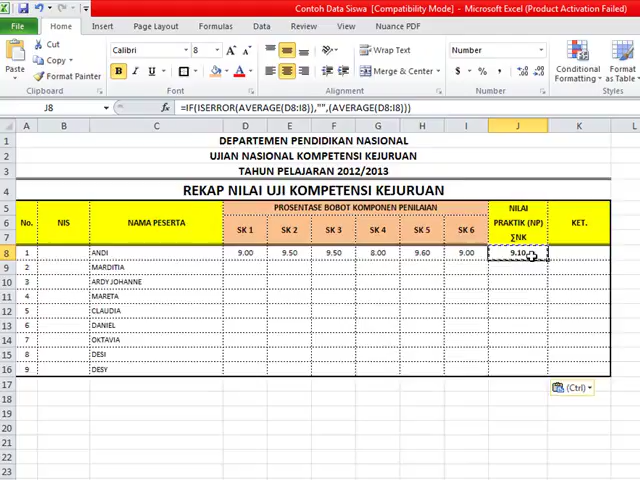 Contoh Data Siswa [Compatibility Mode] - Microsoft Excel (Product Activation Failed)
File Home Insert Page Layout Formulas Data Review View Nuance PDF
Cut
Copy
Format Painter
Paste
Clipboard
Calibri 8
B I U
Font
Wrap Text
Merge & Center
Alignment
Number
$ % ,
Number
Conditional Formatting
Format as Table
Styles
J8 fx =IF(ISERROR(AVERAGE(D8:I8)),"",(AVERAGE(D8:I8)))
A B C D E F G H I J K L
1 DEPARTEMEN PENDIDIKAN NASIONAL
2 UJIAN NASIONAL KOMPETENSI KEJURUAN
3 TAHUN PELAJARAN 2012/2013
4 REKAP NILAI UJI KOMPETENSI KEJURUAN
5 PROSENTASE BOBOT KOMPONEN PENILAIAN NILAI
6 No. NIS NAMA PESERTA SK 1 SK 2 SK 3 SK 4 SK 5 SK 6 PRAKTIK (NP) KET.
7 ∑NK
8 1 ANDI 9.00 9.50 9.50 8.00 9.60 9.00 9.10
9 2 MARDITIA
10 3 ARDY JOHANNE
11 4 MARETA
12 5 CLAUDIA
13 6 DANIEL
14 7 OKTAVIA
15 8 DESI
16 9 DESY
17 (Ctrl)
18
19
20
21
22
23